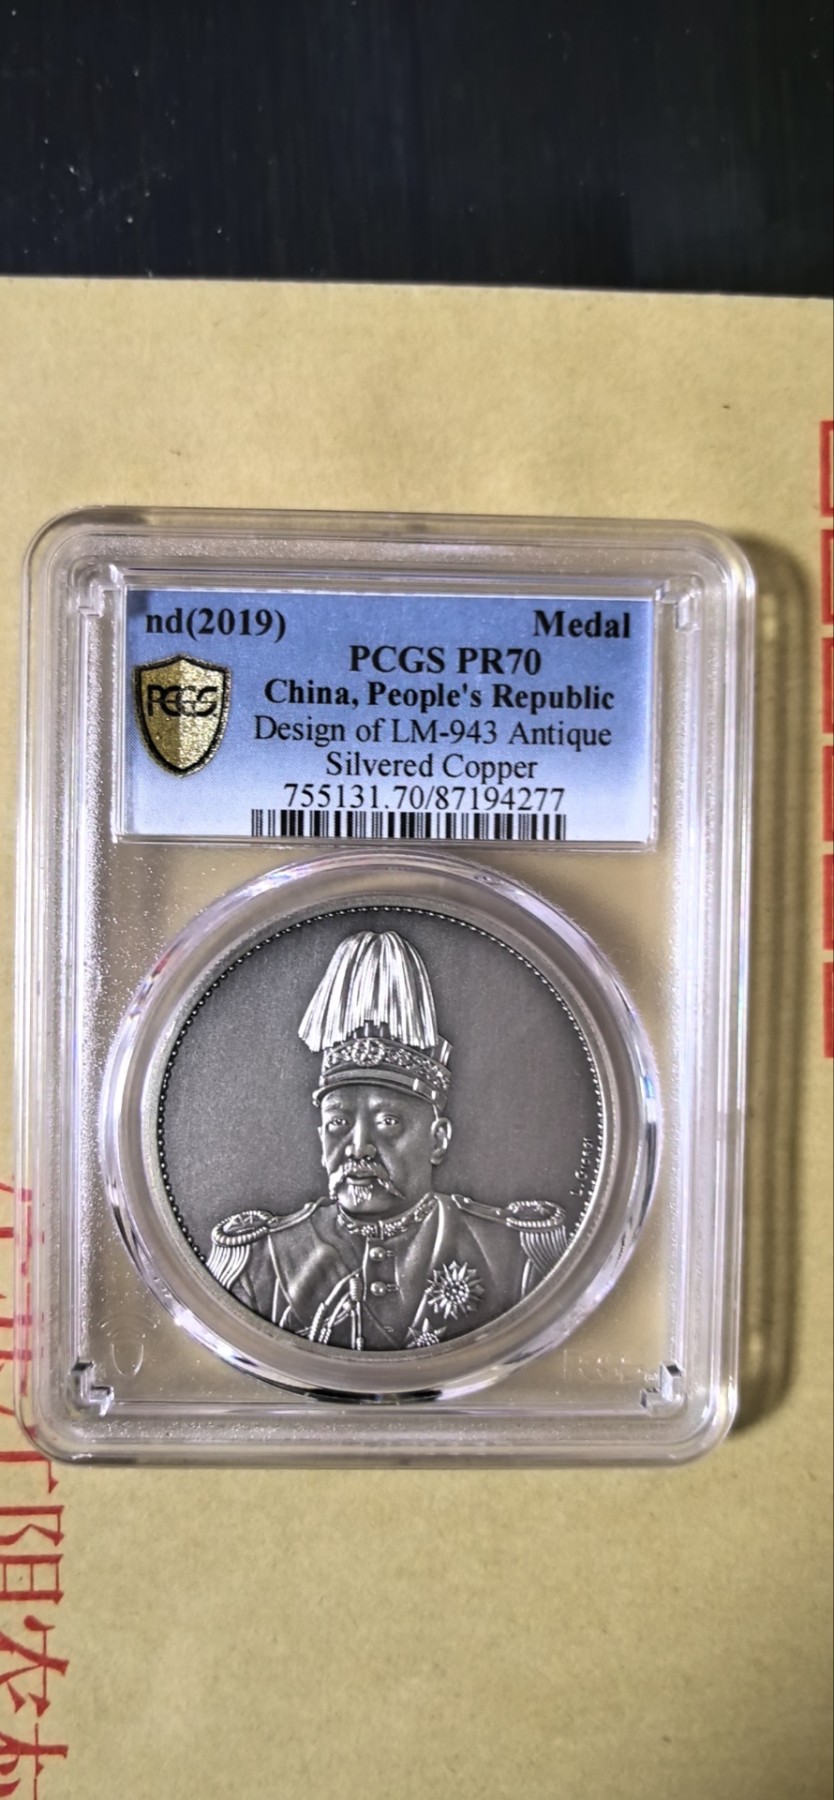 nd(2019) Medal
PCGS PR70
PCGS
China, People's Republic
Design of LM-943 Antique
Silvered Copper
755131.70/87194277
L. GIORGI